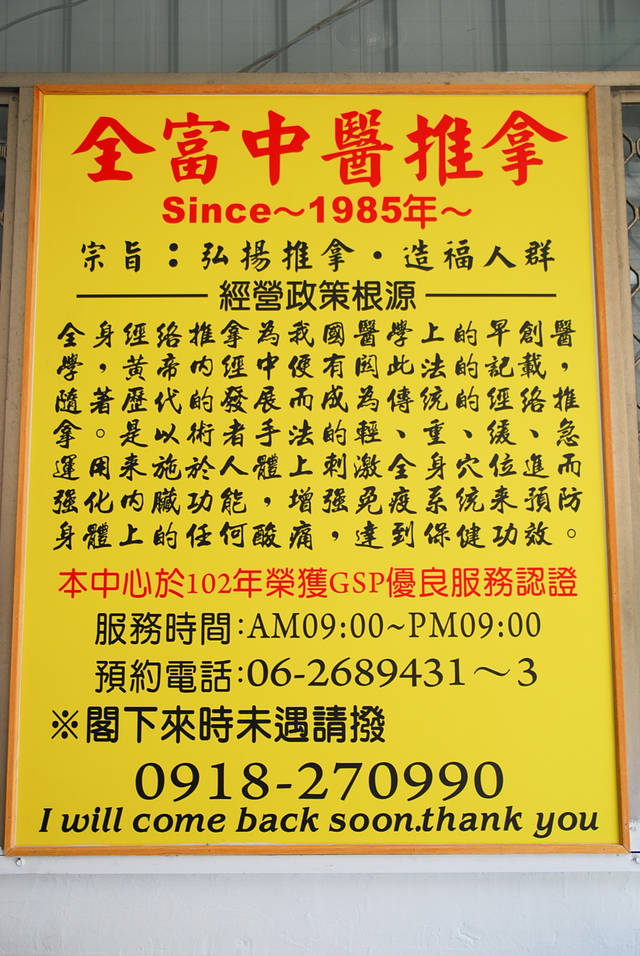 全富中醫推拿
Since～1985年～
宗旨：弘揚推拿·造福人群
經營政策根源
全身經絡推拿為我國醫學上的早創醫
學，黃帝內經中便有關此法的記載，
隨著歷代的發展而成為傳統的經絡推
拿。是以術者手法的輕、重、緩、急
運用來施於人體上刺激全身穴位進而
强化內臟功能，增强免疫系統來預防
身體上的任何酸痛，達到保健功效。
本中心於102年榮獲GSP優良服務認證
服務時間:AM09:00~PM09:00
預約電話:06-2689431～3
※閣下來時未遇請撥
0918-270990
I will come back soon.thank you